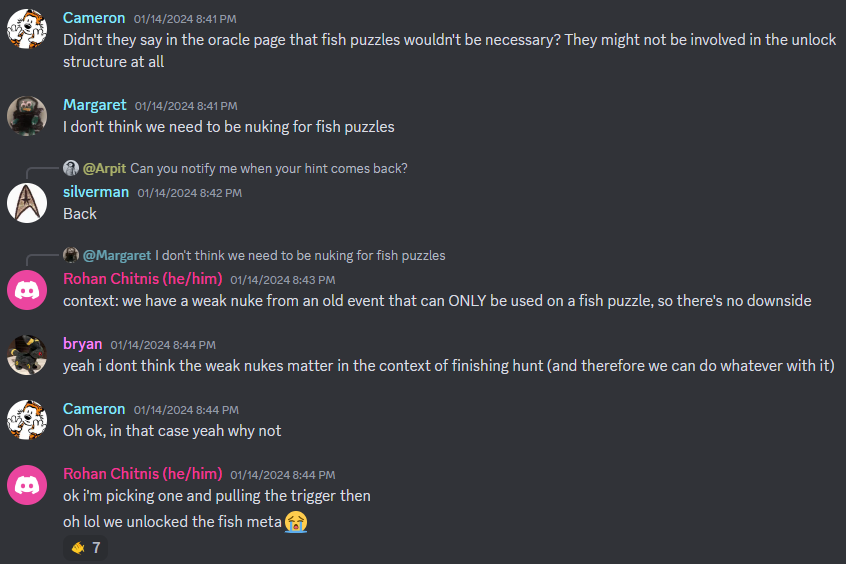 Cameron 01/14/2024 8:41 PM
Didn't they say in the oracle page that fish puzzles wouldn't be necessary? They might not be involved in the unlock
structure at all
Margaret 01/14/2024 8:41 PM
I don't think we need to be nuking for fish puzzles
@Arpit Can you notify me when your hint comes back?
silverman 01/14/2024 8:42 PM
Back
@Margaret I don't think we need to be nuking for fish puzzles
Rohan Chitnis (he/him) 01/14/2024 8:43 PM
context: we have a weak nuke from an old event that can ONLY be used on a fish puzzle, so there's no downside
bryan 01/14/2024 8:44 PM
yeah i dont think the weak nukes matter in the context of finishing hunt (and therefore we can do whatever with it)
Cameron 01/14/2024 8:44 PM
Oh ok, in that case yeah why not
Rohan Chitnis (he/him) 01/14/2024 8:44 PM
ok i'm picking one and pulling the trigger then
oh lol we unlocked the fish meta 😭
🐠 7